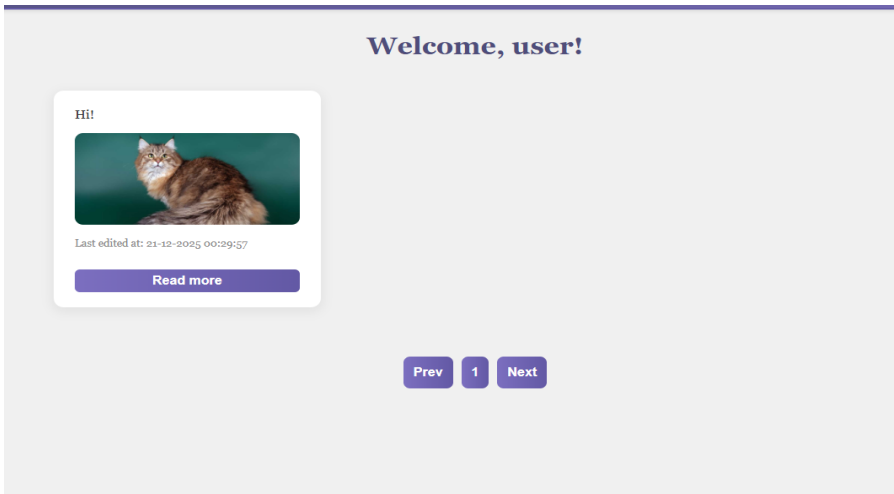 Welcome, user!
Hi!
Last edited at: 21-12-2025 00:29:57
Read more
Prev 1 Next